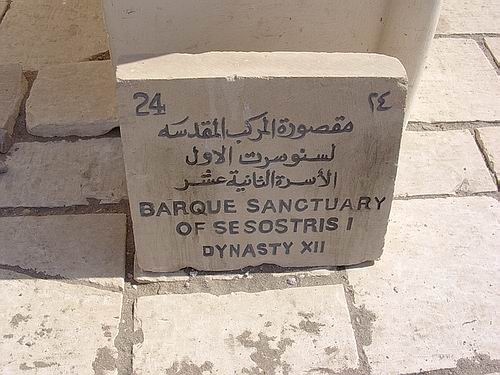 24 ٢٤
مقصورة المركب المقدسه
لسنوسرت الاول
الأسرة الثانية عشر
BARQUE SANCTUARY
OF SESOSTRIS I
DYNASTY XII